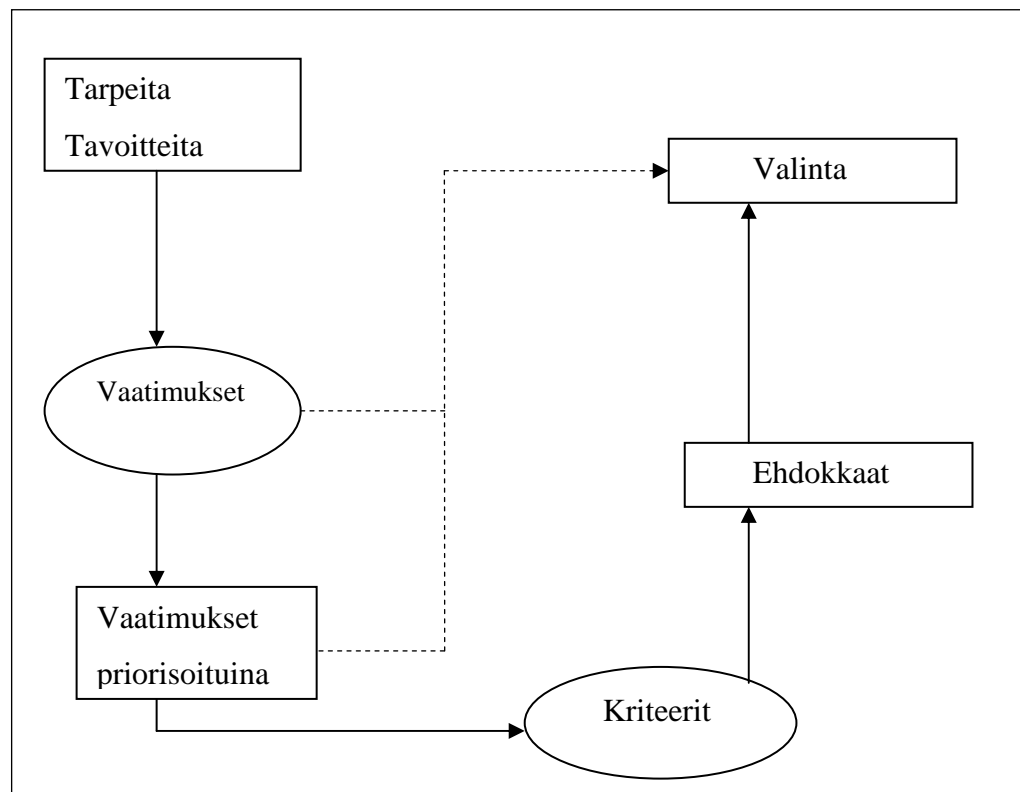 Tarpeita
Tavoitteita
Valinta
Vaatimukset
Ehdokkaat
Vaatimukset
priorisoituina
Kriteerit